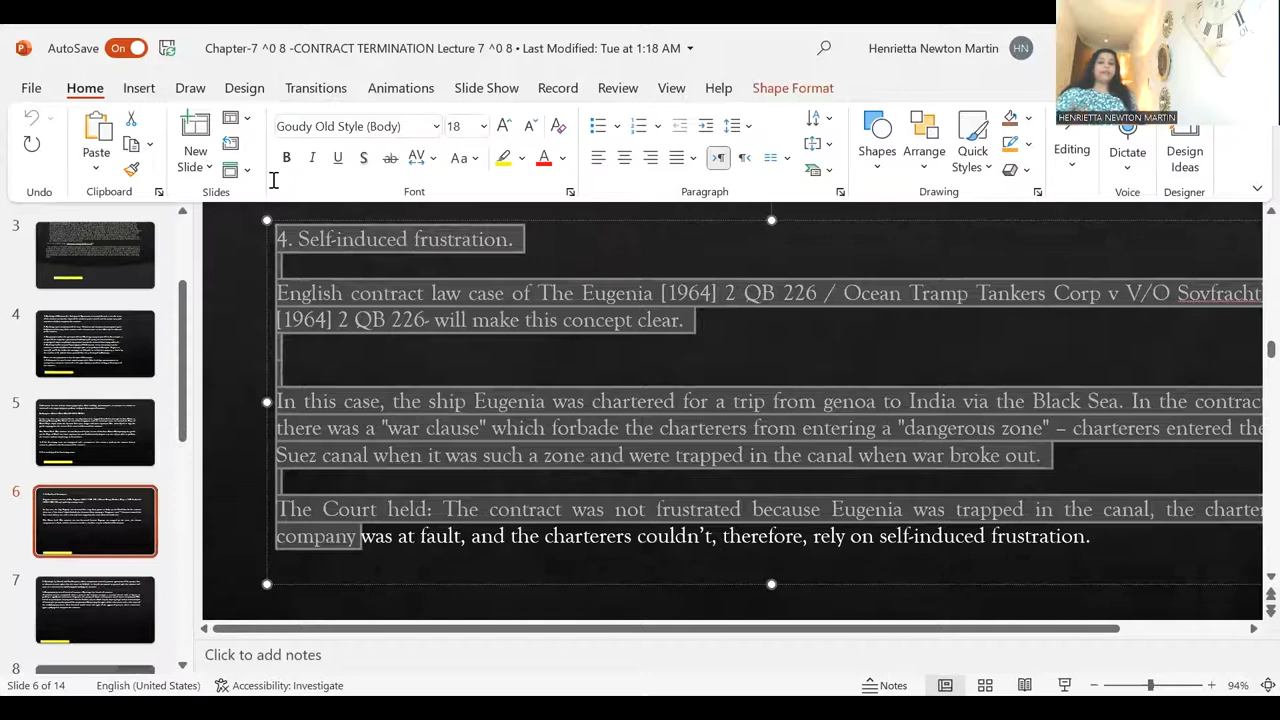 AutoSave On Chapter-7 ^0 8 -CONTRACT TERMINATION Lecture 7 ^0 8 • Last Modified: Tue at 1:18 AM Henrietta Newton Martin HN
HENRIETTA NEWTON MARTIN
File Home Insert Draw Design Transitions Animations Slide Show Record Review View Help Shape Format
Goudy Old Style (Body) 18
Paste New Slide Shapes Arrange Quick Styles Editing Dictate Design Ideas
Undo Clipboard Slides Font Paragraph Drawing Voice Designer
3
4
5
6
7
8
4. Self-induced frustration.
English contract law case of The Eugenia [1964] 2 QB 226 / Ocean Tramp Tankers Corp v V/O Sovfracht
[1964] 2 QB 226- will make this concept clear.
In this case, the ship Eugenia was chartered for a trip from genoa to India via the Black Sea. In the contract
there was a "war clause" which forbade the charterers from entering a "dangerous zone" – charterers entered the
Suez canal when it was such a zone and were trapped in the canal when war broke out.
The Court held: The contract was not frustrated because Eugenia was trapped in the canal, the charter
company was at fault, and the charterers couldn’t, therefore, rely on self-induced frustration.
Click to add notes
Slide 6 of 14 English (United States) Accessibility: Investigate Notes 94%